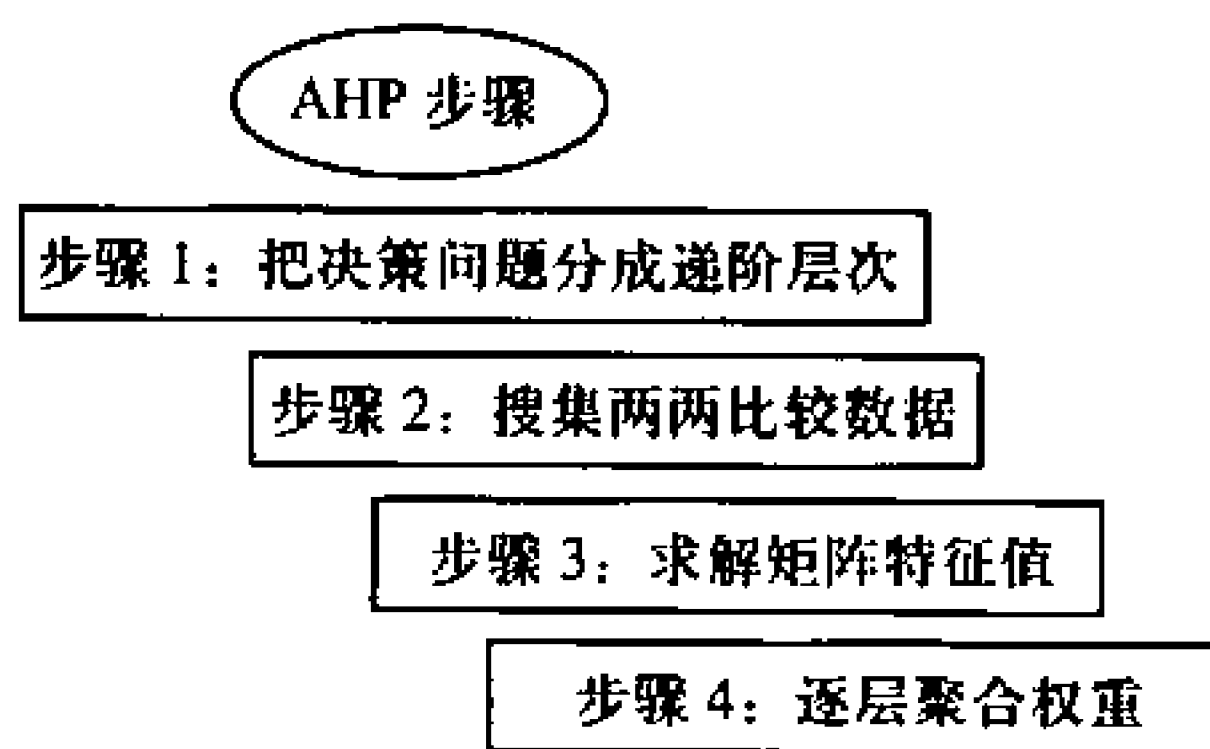 AHP 步骤
步骤 1：把决策问题分成递阶层次
步骤 2：搜集两两比较数据
步骤 3：求解矩阵特征值
步骤 4：逐层聚合权重